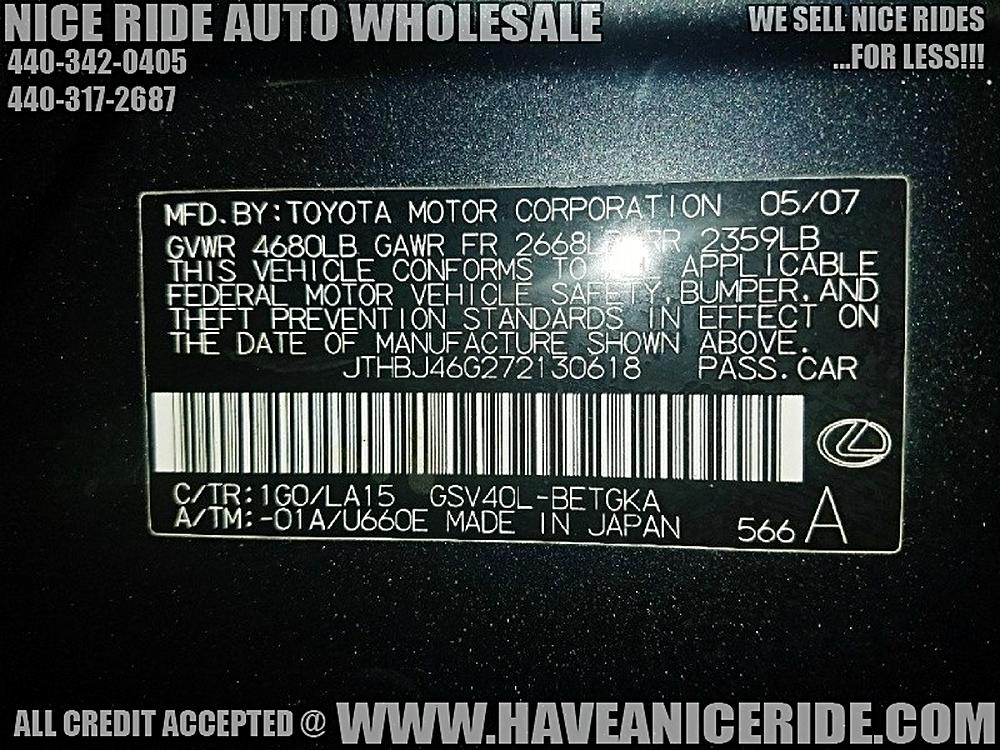 NICE RIDE AUTO WHOLESALE
440-342-0405
440-317-2687
WE SELL NICE RIDES
...FOR LESS!!!
MFD.BY:TOYOTA MOTOR CORPORATION 05/07
GVWR 4680LB GAWR FR 2668LB RR 2359LB
THIS VEHICLE CONFORMS TO APPLICABLE
FEDERAL MOTOR VEHICLE SAFETY,BUMPER,AND
THEFT PREVENTION STANDARDS IN EFFECT ON
THE DATE OF MANUFACTURE SHOWN ABOVE.
JTHBJ46G272130618 PASS.CAR
C/TR:1G0/LA15 GSV40L-BETGKA
A/TM:-01A/U660E MADE IN JAPAN 566 A
ALL CREDIT ACCEPTED @ WWW.HAVEANICERIDE.COM